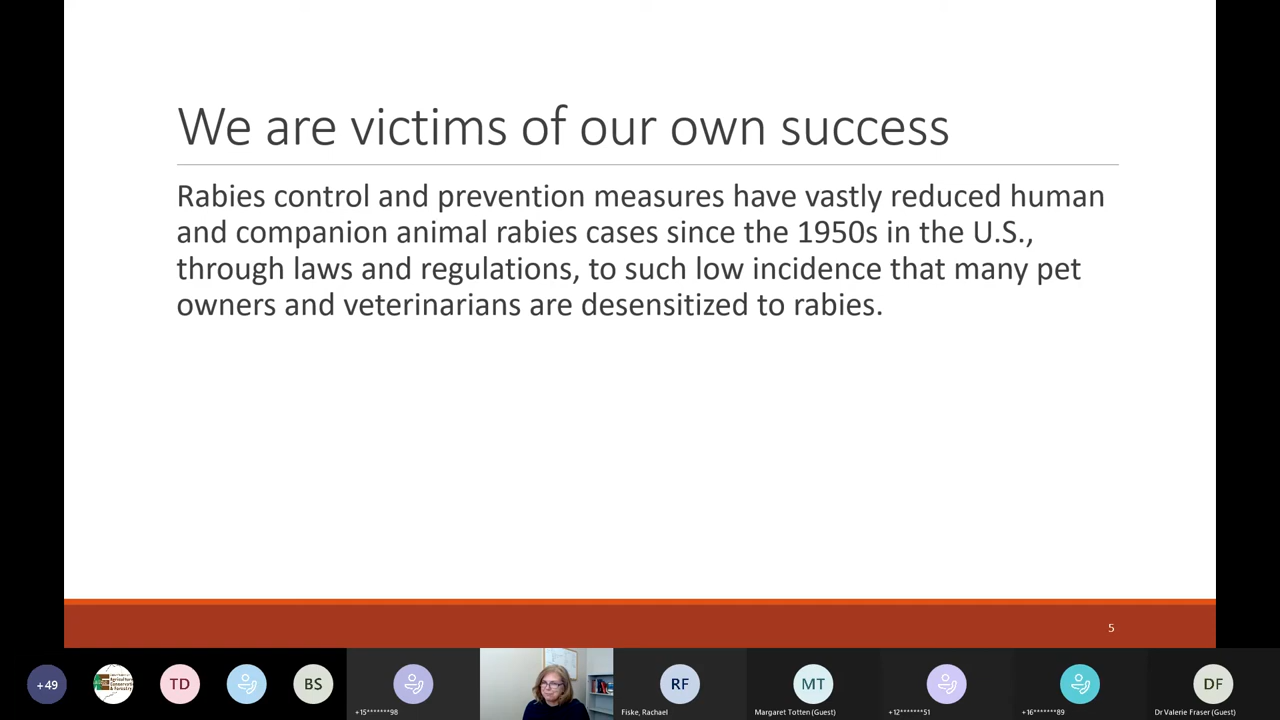 We are victims of our own success
Rabies control and prevention measures have vastly reduced human
and companion animal rabies cases since the 1950s in the U.S.,
through laws and regulations, to such low incidence that many pet
owners and veterinarians are desensitized to rabies.
5
+49
TD
BS
RF
MT
DF
+15*******98
Fiske, Rachael
Margaret Totten (Guest)
+12*******51
+16*******89
Dr Valerie Fraser (Guest)